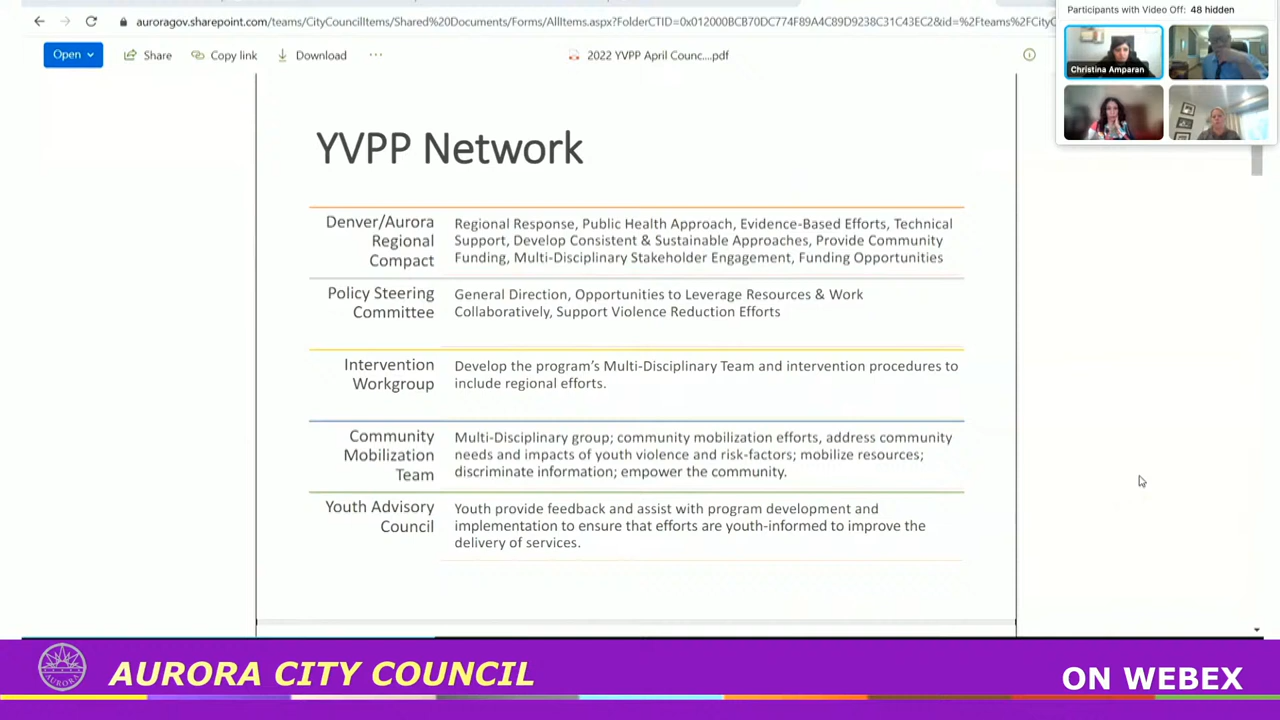 Participants with Video Off: 48 hidden
auroragov.sharepoint.com/teams/CityCouncilItems/Shared%20Documents/Forms/AllItems.aspx?FolderCTID=0x012000BCB70DC774F89A4C89D9238C31C43EC2&id=%2Fteams%2FCityC
Open
Share
Copy link
Download
2022 YVPP April Counc....pdf
Christina Amparan
YVPP Network
Denver/Aurora
Regional
Compact
Regional Response, Public Health Approach, Evidence-Based Efforts, Technical
Support, Develop Consistent & Sustainable Approaches, Provide Community
Funding, Multi-Disciplinary Stakeholder Engagement, Funding Opportunities
Policy Steering
Committee
General Direction, Opportunities to Leverage Resources & Work
Collaboratively, Support Violence Reduction Efforts
Intervention
Workgroup
Develop the program's Multi-Disciplinary Team and intervention procedures to
include regional efforts.
Community
Mobilization
Team
Multi-Disciplinary group; community mobilization efforts, address community
needs and impacts of youth violence and risk-factors; mobilize resources;
discriminate information; empower the community.
Youth Advisory
Council
Youth provide feedback and assist with program development and
implementation to ensure that efforts are youth-informed to improve the
delivery of services.
AURORA CITY COUNCIL
ON WEBEX